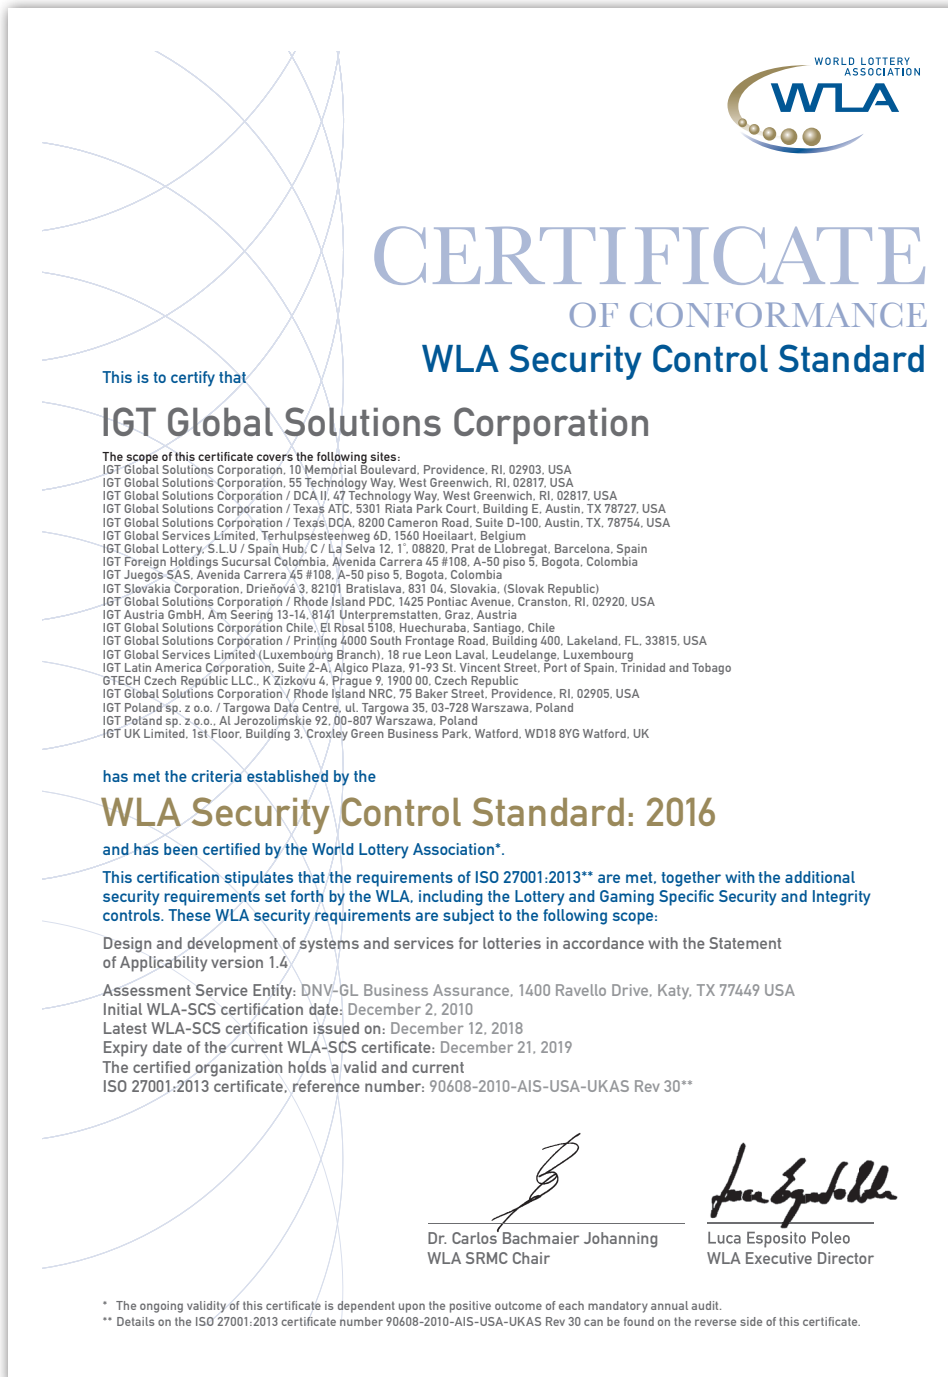 WORLD LOTTERY
ASSOCIATION
WLA
CERTIFICATE
OF CONFORMANCE
WLA Security Control Standard
This is to certify that
IGT Global Solutions Corporation
The scope of this certificate covers the following sites:
IGT Global Solutions Corporation, 10 Memorial Boulevard, Providence, RI, 02903, USA
IGT Global Solutions Corporation, 55 Technology Way, West Greenwich, RI, 02817, USA
IGT Global Solutions Corporation / DCA II, 47 Technology Way, West Greenwich, RI, 02817, USA
IGT Global Solutions Corporation / Texas ATC, 5301 Riata Park Court, Building E, Austin, TX 78727, USA
IGT Global Solutions Corporation / Texas DCA, 8200 Cameron Road, Suite D-100, Austin, TX, 78754, USA
IGT Global Services Limited, Terhulpsesteenweg 6D, 1560 Hoeilaart, Belgium
IGT Global Lottery, S.L.U / Spain Hub, C / La Selva 12, 1°, 08820, Prat de Llobregat, Barcelona, Spain
IGT Foreign Holdings Sucursal Colombia, Avenida Carrera 45 #108, A-50 piso 5, Bogota, Colombia
IGT Juegos SAS, Avenida Carrera 45 #108, A-50 piso 5, Bogota, Colombia
IGT Slovakia Corporation, Drieňová 3, 82101 Bratislava, 831 04, Slovakia, (Slovak Republic)
IGT Global Solutions Corporation / Rhode Island PDC, 1425 Pontiac Avenue, Cranston, RI, 02920, USA
IGT Austria GmbH, Am Seering 13-14, 8141 Unterpremstatten, Graz, Austria
IGT Global Solutions Corporation Chile, El Rosal 5108, Huechuraba, Santiago, Chile
IGT Global Solutions Corporation / Printing 4000 South Frontage Road, Building 400, Lakeland, FL, 33815, USA
IGT Global Services Limited (Luxembourg Branch), 18 rue Leon Laval, Leudelange, Luxembourg
IGT Latin America Corporation, Suite 2-A, Algico Plaza, 91-93 St. Vincent Street, Port of Spain, Trinidad and Tobago
GTECH Czech Republic LLC., K Zizkovu 4, Prague 9, 1900 00, Czech Republic
IGT Global Solutions Corporation / Rhode Island NRC, 75 Baker Street, Providence, RI, 02905, USA
IGT Poland sp. z o.o. / Targowa Data Centre, ul. Targowa 35, 03-728 Warszawa, Poland
IGT Poland sp. z o.o., Al Jerozolimskie 92, 00-807 Warszawa, Poland
IGT UK Limited, 1st Floor, Building 3, Croxley Green Business Park, Watford, WD18 8YG Watford, UK
has met the criteria established by the
WLA Security Control Standard: 2016
and has been certified by the World Lottery Association*.
This certification stipulates that the requirements of ISO 27001:2013** are met, together with the additional
security requirements set forth by the WLA, including the Lottery and Gaming Specific Security and Integrity
controls. These WLA security requirements are subject to the following scope:
Design and development of systems and services for lotteries in accordance with the Statement
of Applicability version 1.4
Assessment Service Entity: DNV-GL Business Assurance, 1400 Ravello Drive, Katy, TX 77449 USA
Initial WLA-SCS certification date: December 2, 2010
Latest WLA-SCS certification issued on: December 12, 2018
Expiry date of the current WLA-SCS certificate: December 21, 2019
The certified organization holds a valid and current
ISO 27001:2013 certificate, reference number: 90608-2010-AIS-USA-UKAS Rev 30**
Dr. Carlos Bachmaier Johanning
WLA SRMC Chair
Luca Esposito Poleo
WLA Executive Director
* The ongoing validity of this certificate is dependent upon the positive outcome of each mandatory annual audit.
** Details on the ISO 27001:2013 certificate number 90608-2010-AIS-USA-UKAS Rev 30 can be found on the reverse side of this certificate.